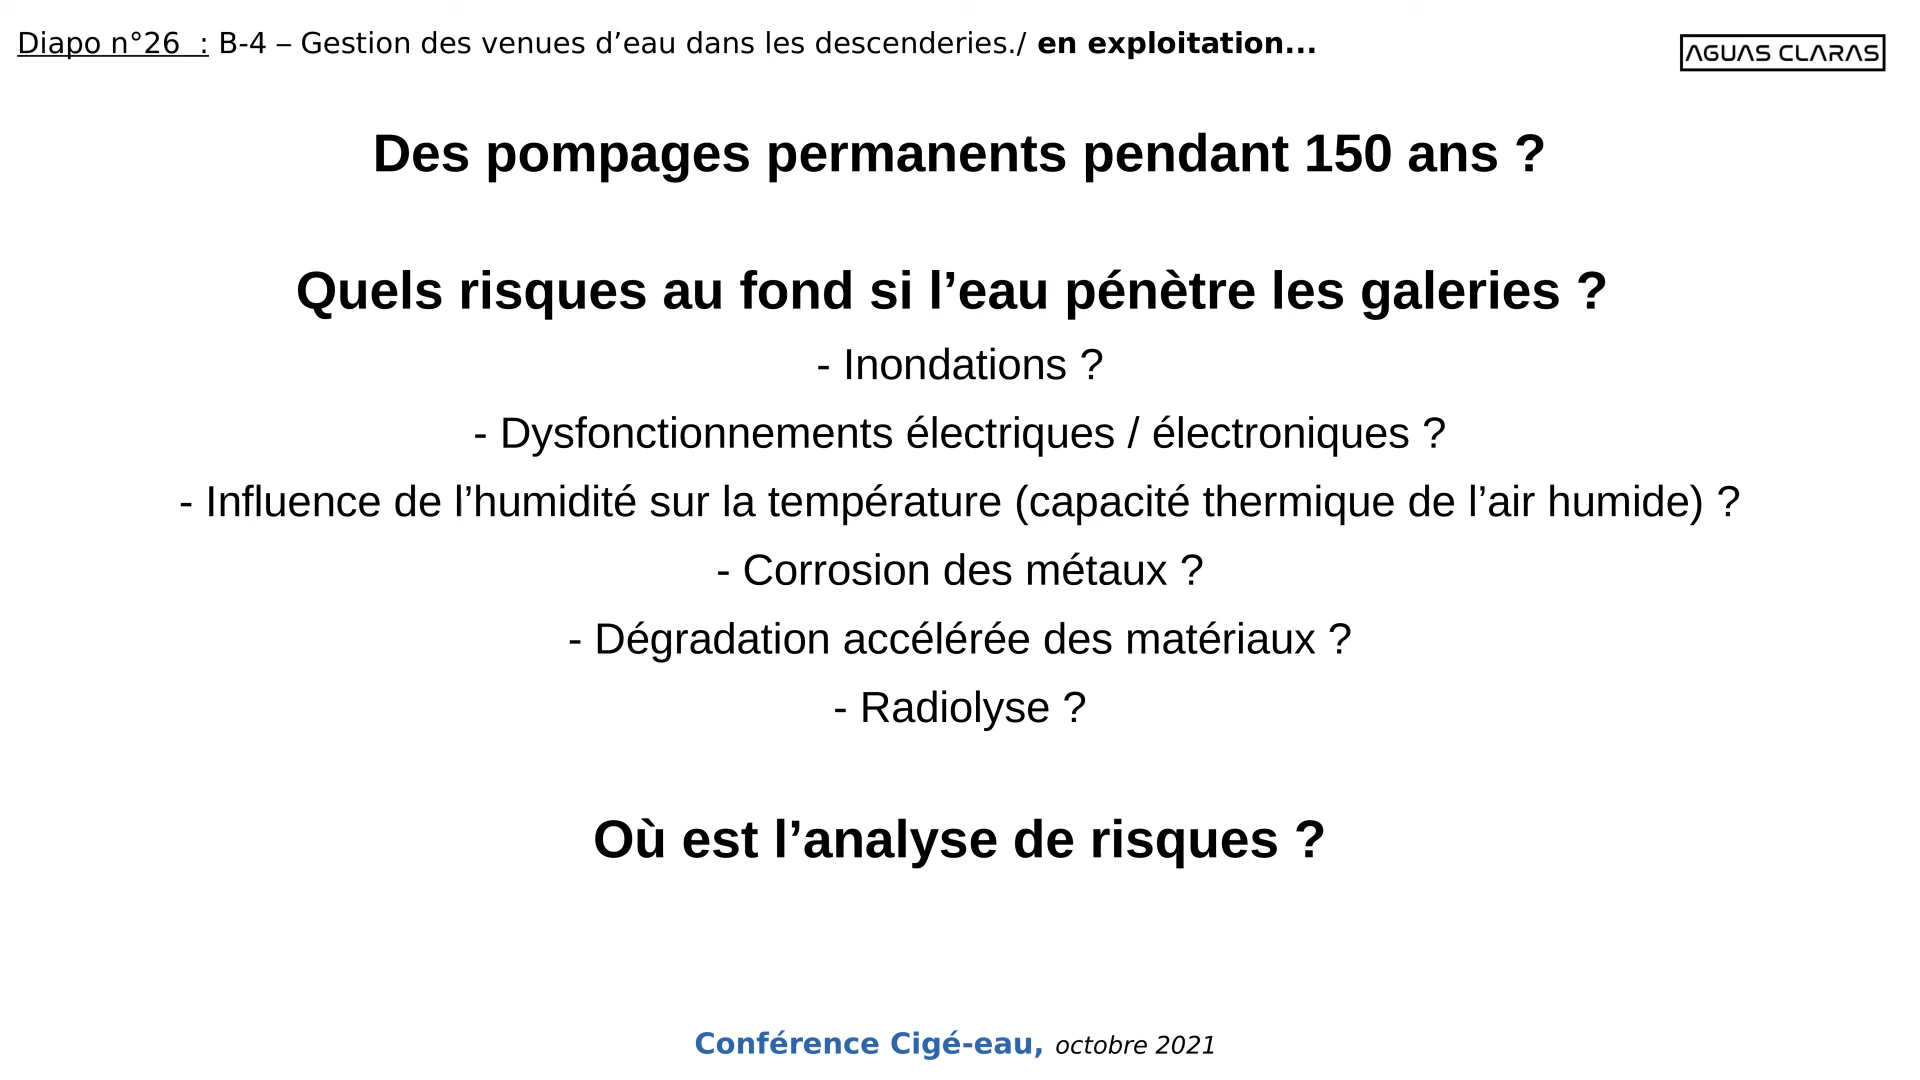 Diapo n°26  : B-4 – Gestion des venues d’eau dans les descenderies./ en exploitation...
AGUAS CLARAS
Des pompages permanents pendant 150 ans ?
Quels risques au fond si l’eau pénètre les galeries ?
- Inondations ?
- Dysfonctionnements électriques / électroniques ?
- Influence de l’humidité sur la température (capacité thermique de l’air humide) ?
- Corrosion des métaux ?
- Dégradation accélérée des matériaux ?
- Radiolyse ?
Où est l’analyse de risques ?
Conférence Cigé-eau, octobre 2021